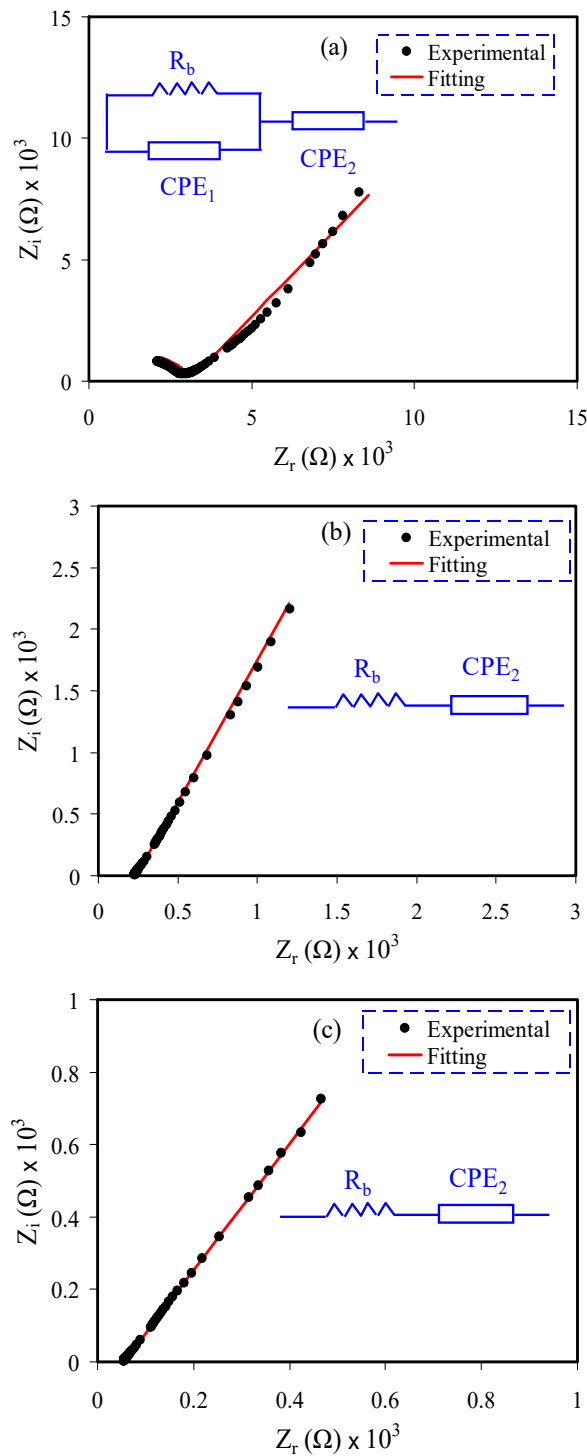 (a)
Experimental
Fitting
R_b
CPE_1
CPE_2
Z_i (Ω) x 10^3
15
10
5
0
0 5 10 15
Z_r (Ω) x 10^3
(b)
Experimental
Fitting
R_b CPE_2
Z_i (Ω) x 10^3
3
2.5
2
1.5
1
0.5
0
0 0.5 1 1.5 2 2.5 3
Z_r (Ω) x 10^3
(c)
Experimental
Fitting
R_b CPE_2
Z_i (Ω) x 10^3
1
0.8
0.6
0.4
0.2
0
0 0.2 0.4 0.6 0.8 1
Z_r (Ω) x 10^3